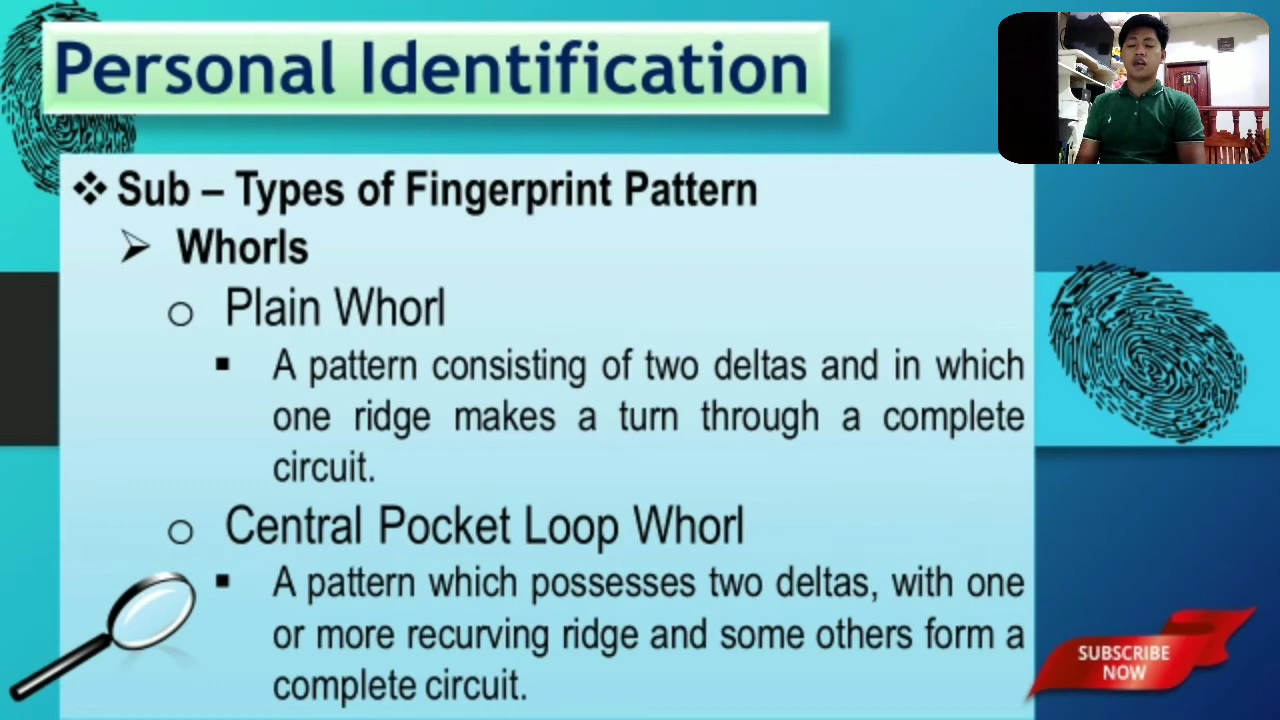 Personal Identification
❖ Sub – Types of Fingerprint Pattern
➢ Whorls
o Plain Whorl
▪ A pattern consisting of two deltas and in which
one ridge makes a turn through a complete
circuit.
o Central Pocket Loop Whorl
▪ A pattern which possesses two deltas, with one
or more recurving ridge and some others form a
complete circuit.
SUBSCRIBE
NOW